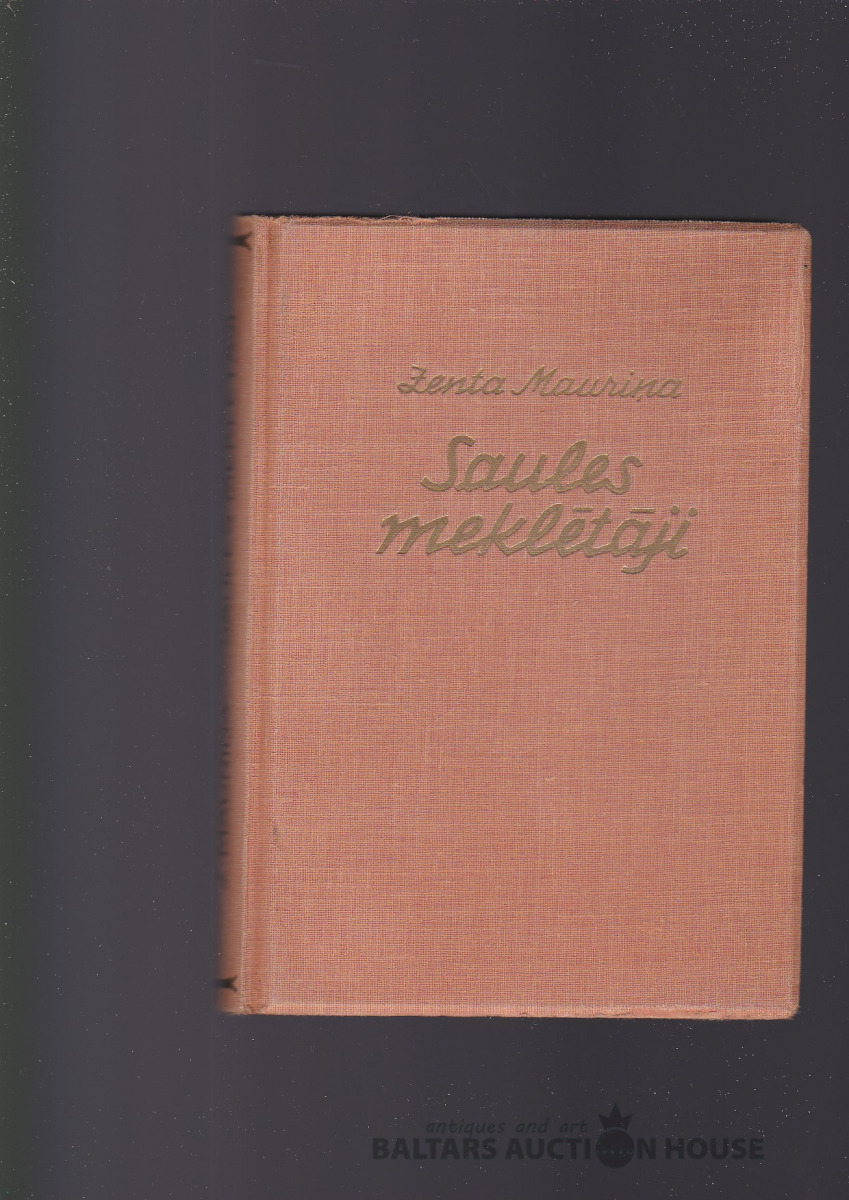 Zenta Mauriņa
Saules
meklētāji
antiques and art
BALTARS AUCTION HOUSE